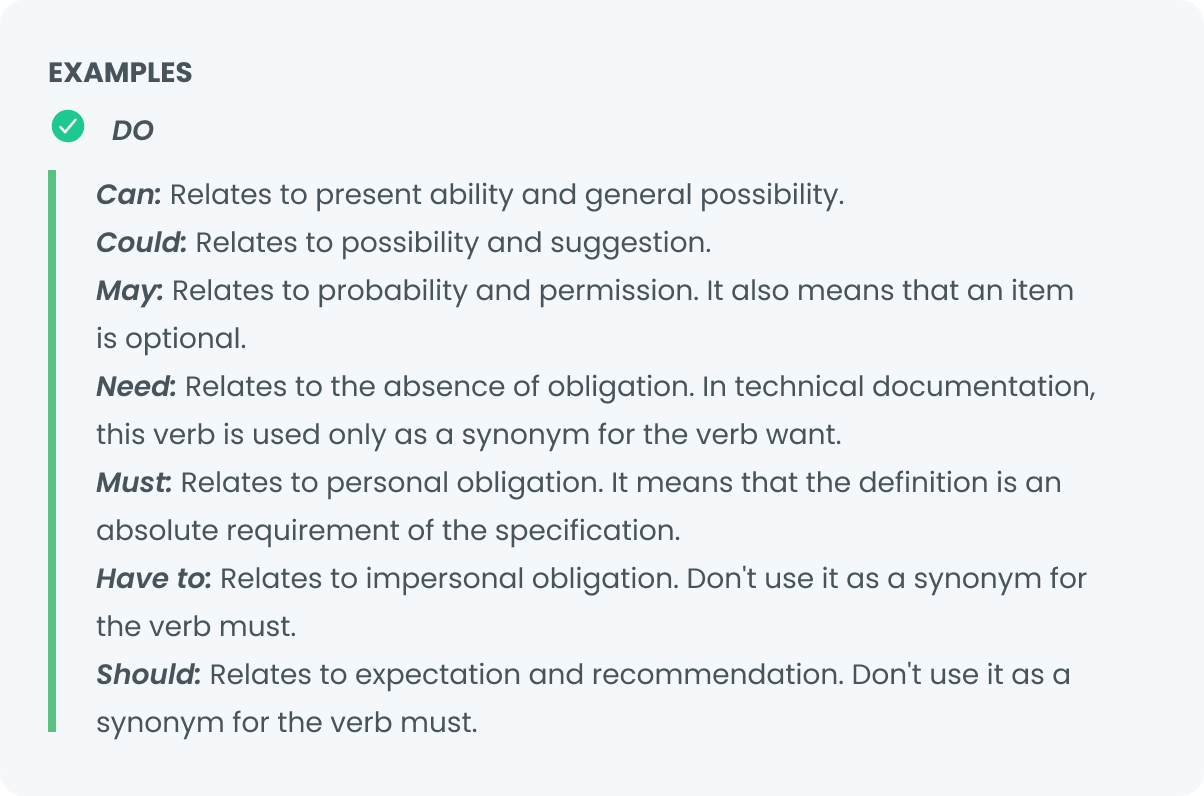 EXAMPLES
DO
Can: Relates to present ability and general possibility.
Could: Relates to possibility and suggestion.
May: Relates to probability and permission. It also means that an item
is optional.
Need: Relates to the absence of obligation. In technical documentation,
this verb is used only as a synonym for the verb want.
Must: Relates to personal obligation. It means that the definition is an
absolute requirement of the specification.
Have to: Relates to impersonal obligation. Don't use it as a synonym for
the verb must.
Should: Relates to expectation and recommendation. Don't use it as a
synonym for the verb must.